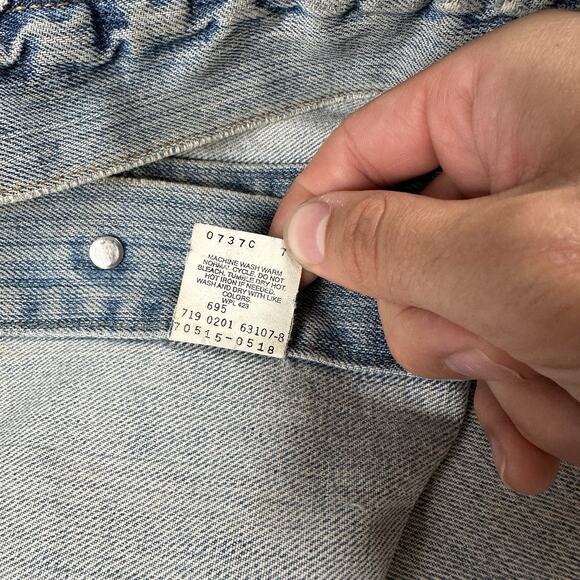 0737C 7
MACHINE WASH WARM
NORMAL CYCLE. DO NOT
BLEACH. TUMBLE DRY HOT.
HOT IRON IF NEEDED.
WASH AND DRY WITH LIKE
COLORS.
WPL 423
695
719 0201 63107-8
70515-0518